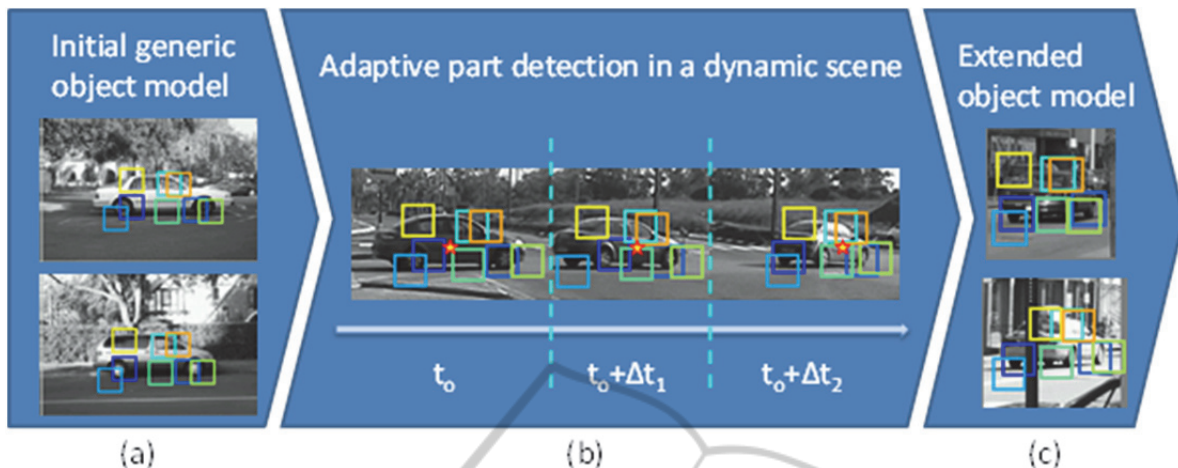 Initial generic
object model
Adaptive part detection in a dynamic scene
Extended
object model
tₒ
tₒ+Δt₁
tₒ+Δt₂
(a)
(b)
(c)